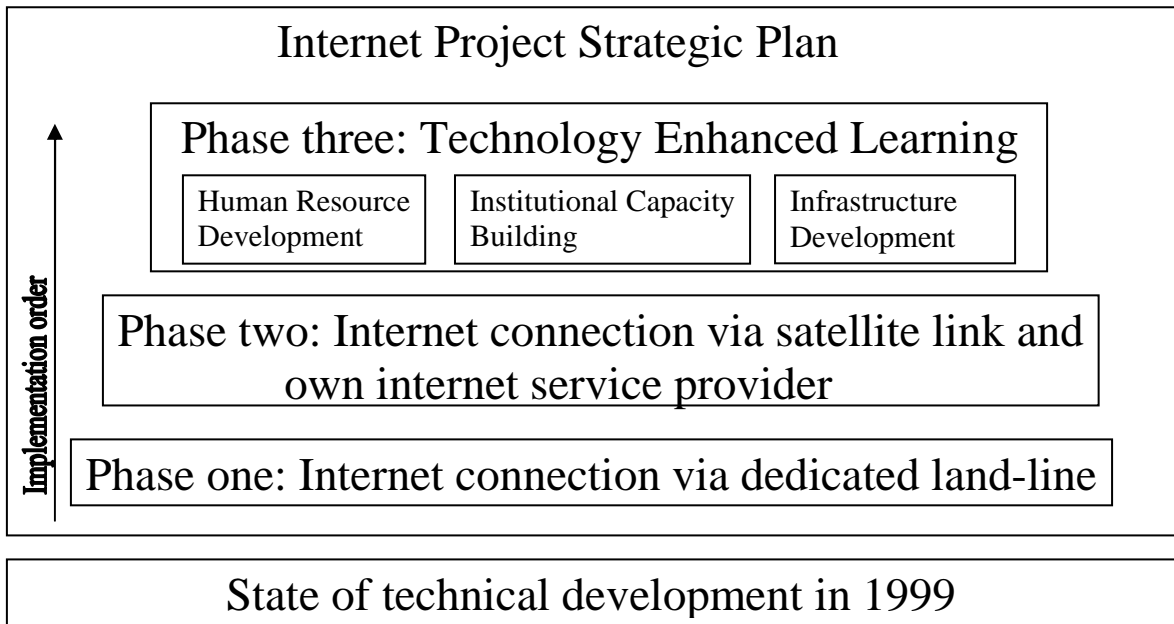 Internet Project Strategic Plan
Phase three: Technology Enhanced Learning
Human Resource
Development
Institutional Capacity
Building
Infrastructure
Development
Implementation order
Phase two: Internet connection via satellite link and
own internet service provider
Phase one: Internet connection via dedicated land-line
State of technical development in 1999